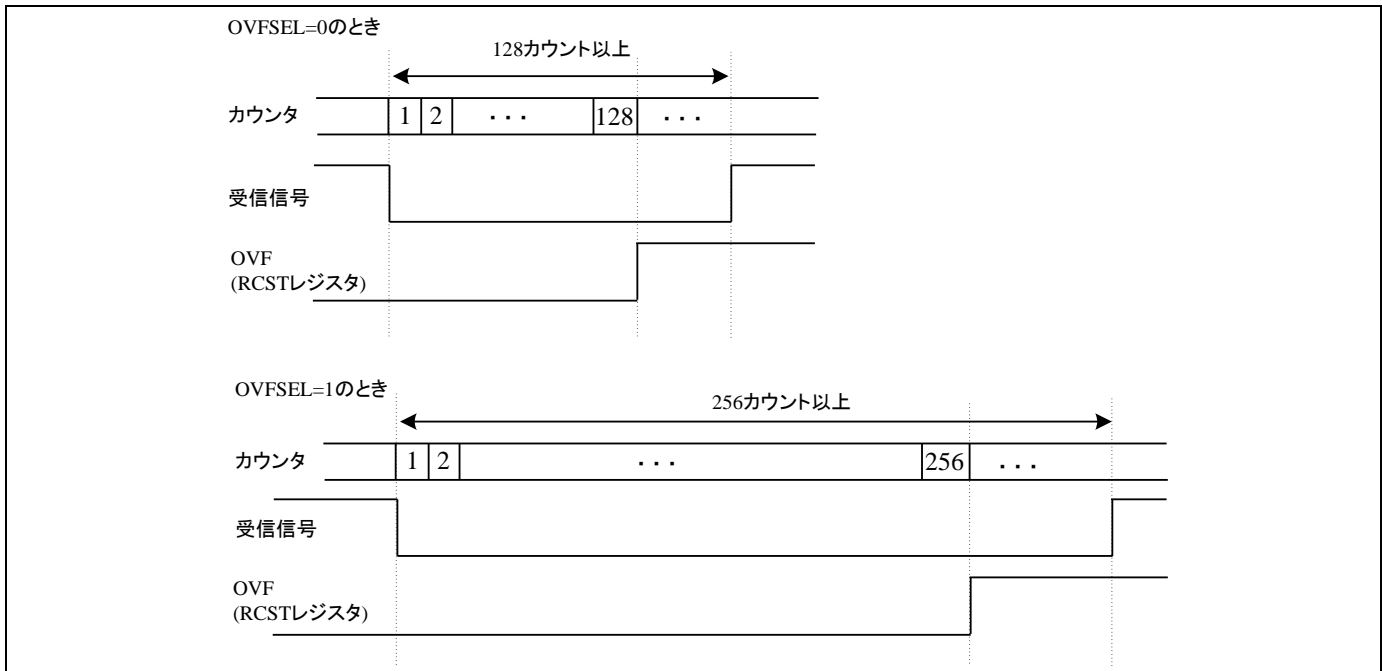 OVFSEL=0のとき
128カウント以上
カウンタ 1 2 ・・・ 128 ・・・
受信信号
OVF
(RCSTレジスタ)
OVFSEL=1のとき
256カウント以上
カウンタ 1 2 ・・・ 256 ・・・
受信信号
OVF
(RCSTレジスタ)